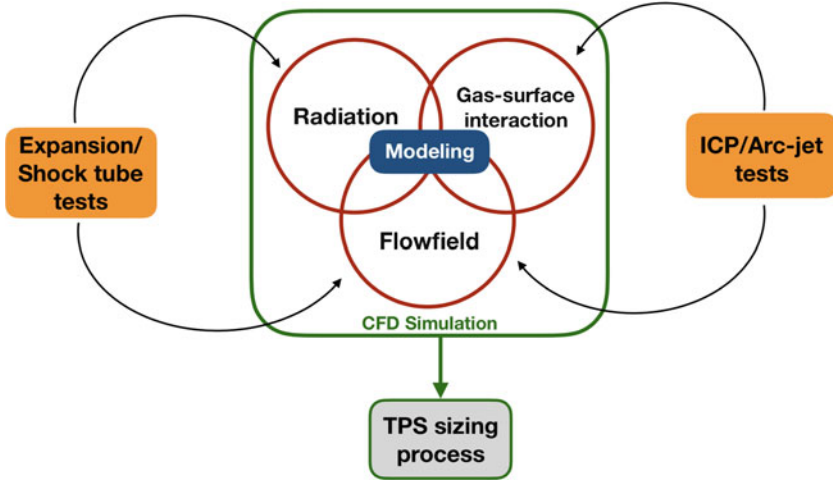 Radiation
Gas-surface
interaction
Modeling
Expansion/
Shock tube
tests
ICP/Arc-jet
tests
Flowfield
CFD Simulation
TPS sizing
process